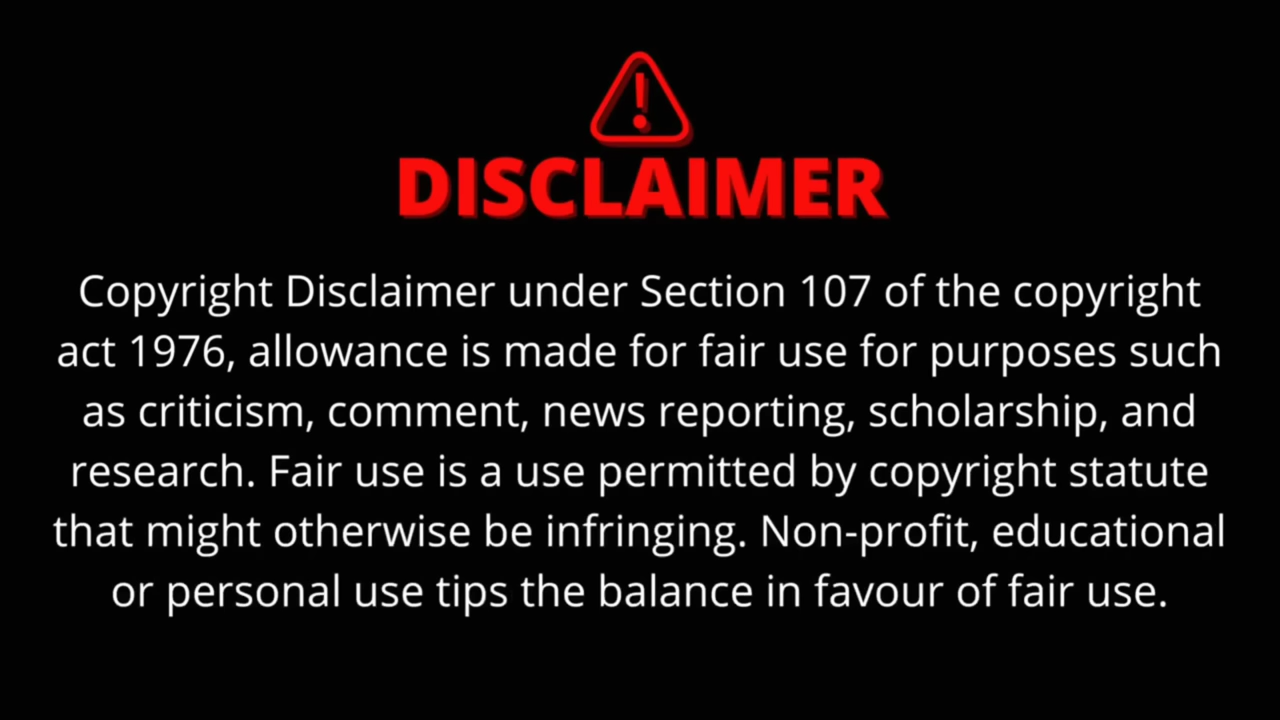 DISCLAIMER
Copyright Disclaimer under Section 107 of the copyright
act 1976, allowance is made for fair use for purposes such
as criticism, comment, news reporting, scholarship, and
research. Fair use is a use permitted by copyright statute
that might otherwise be infringing. Non-profit, educational
or personal use tips the balance in favour of fair use.